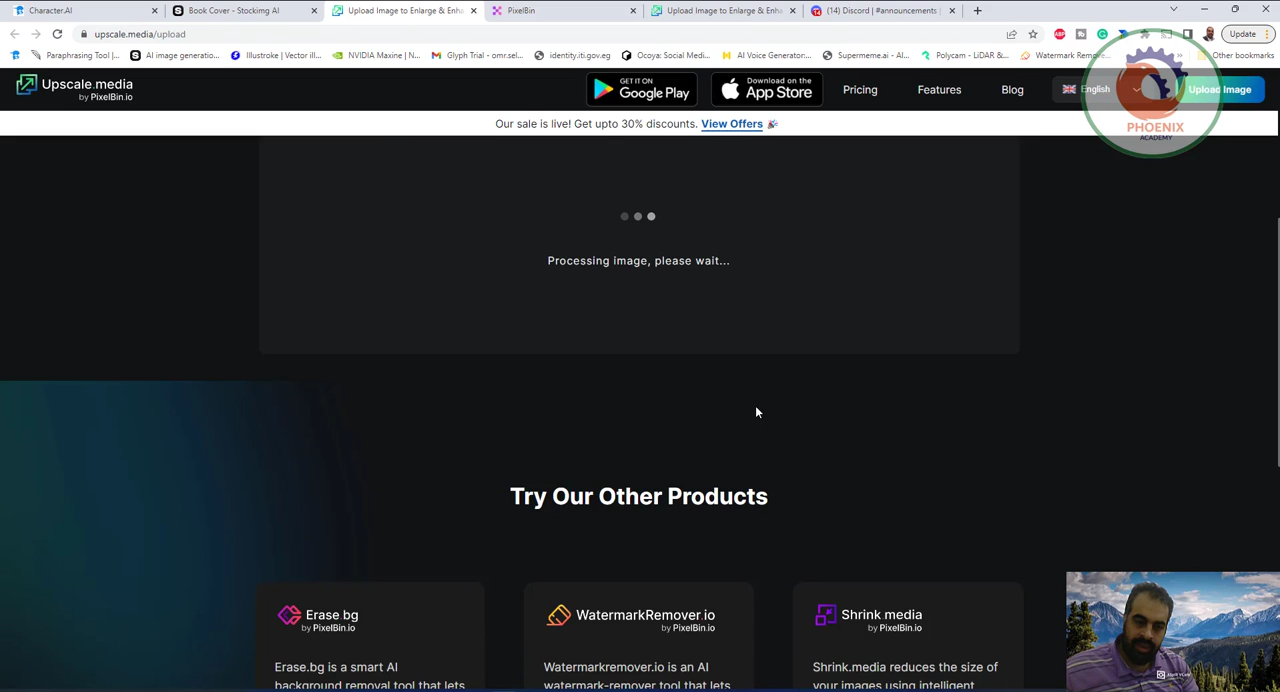 Character.AI
Book Cover - Stocking AI
Upload Image to Enlarge & Enha
PixelBin
Upload Image to Enlarge & Enha
(14) Discord | #announcements |
upscale.media/upload
Update
Paraphrasing Tool |...
AI image generatio...
Illustroke | Vector ill...
NVIDIA Maxine | N...
Glyph Trial - omr.sel...
identity.iti.gov.eg
Ocoya: Social Medi...
AI Voice Generator:...
Supermeme.ai - AI...
Polycam - LiDAR &...
Watermark Remove...
Other bookmarks
Upscale.media
by PixelBin.io
GET IT ON
Google Play
Download on the
App Store
Pricing
Features
Blog
English
Upload Image
PHOENIX
ACADEMY
Our sale is live! Get upto 30% discounts. View Offers
Processing image, please wait...
Try Our Other Products
Erase.bg
by PixelBin.io
WatermarkRemover.io
by PixelBin.io
Shrink.media
by PixelBin.io
Erase.bg is a smart AI
background removal tool that lets
Watermarkremover.io is an AI
watermark-remover tool that lets
Shrink.media reduces the size of
your images using intelligent